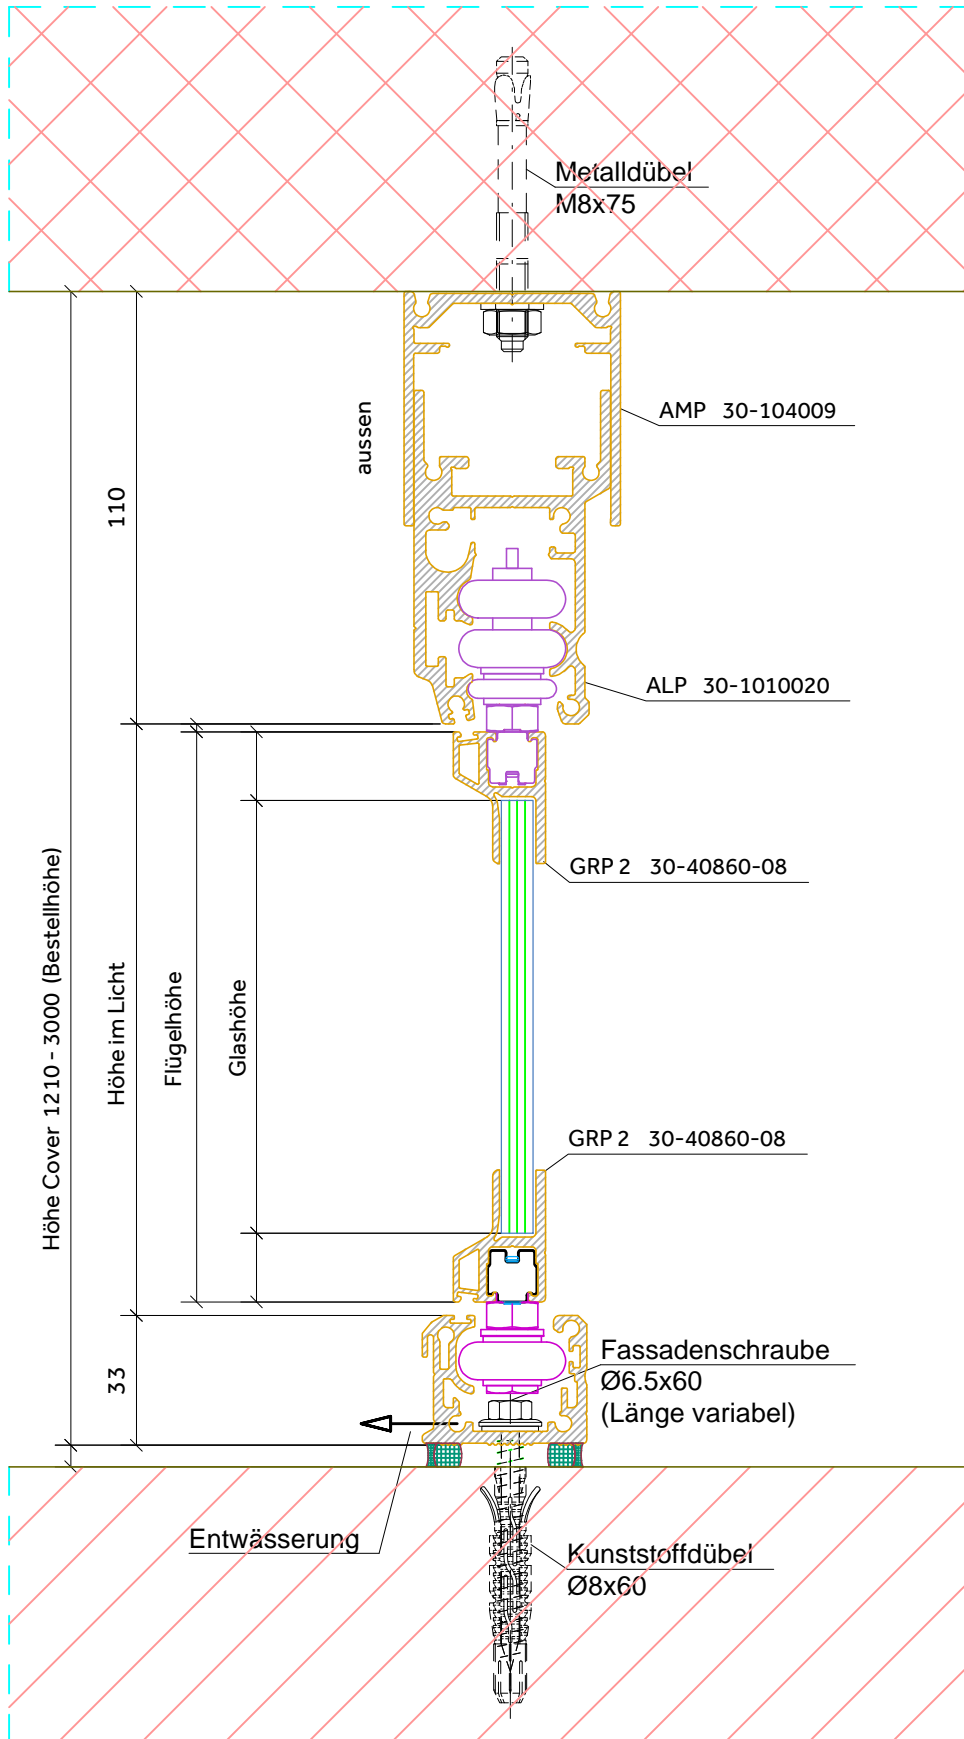 Metalldübel
M8x75
aussen
AMP 30-104009
110
ALP 30-1010020
GRP 2 30-40860-08
Höhe Cover 1210 - 3000 (Bestellhöhe)
Höhe im Licht
Flügelhöhe
Glashöhe
GRP 2 30-40860-08
33
Fassadenschraube
Ø6.5x60
(Länge variabel)
Entwässerung
Kunststoffdübel
Ø8x60